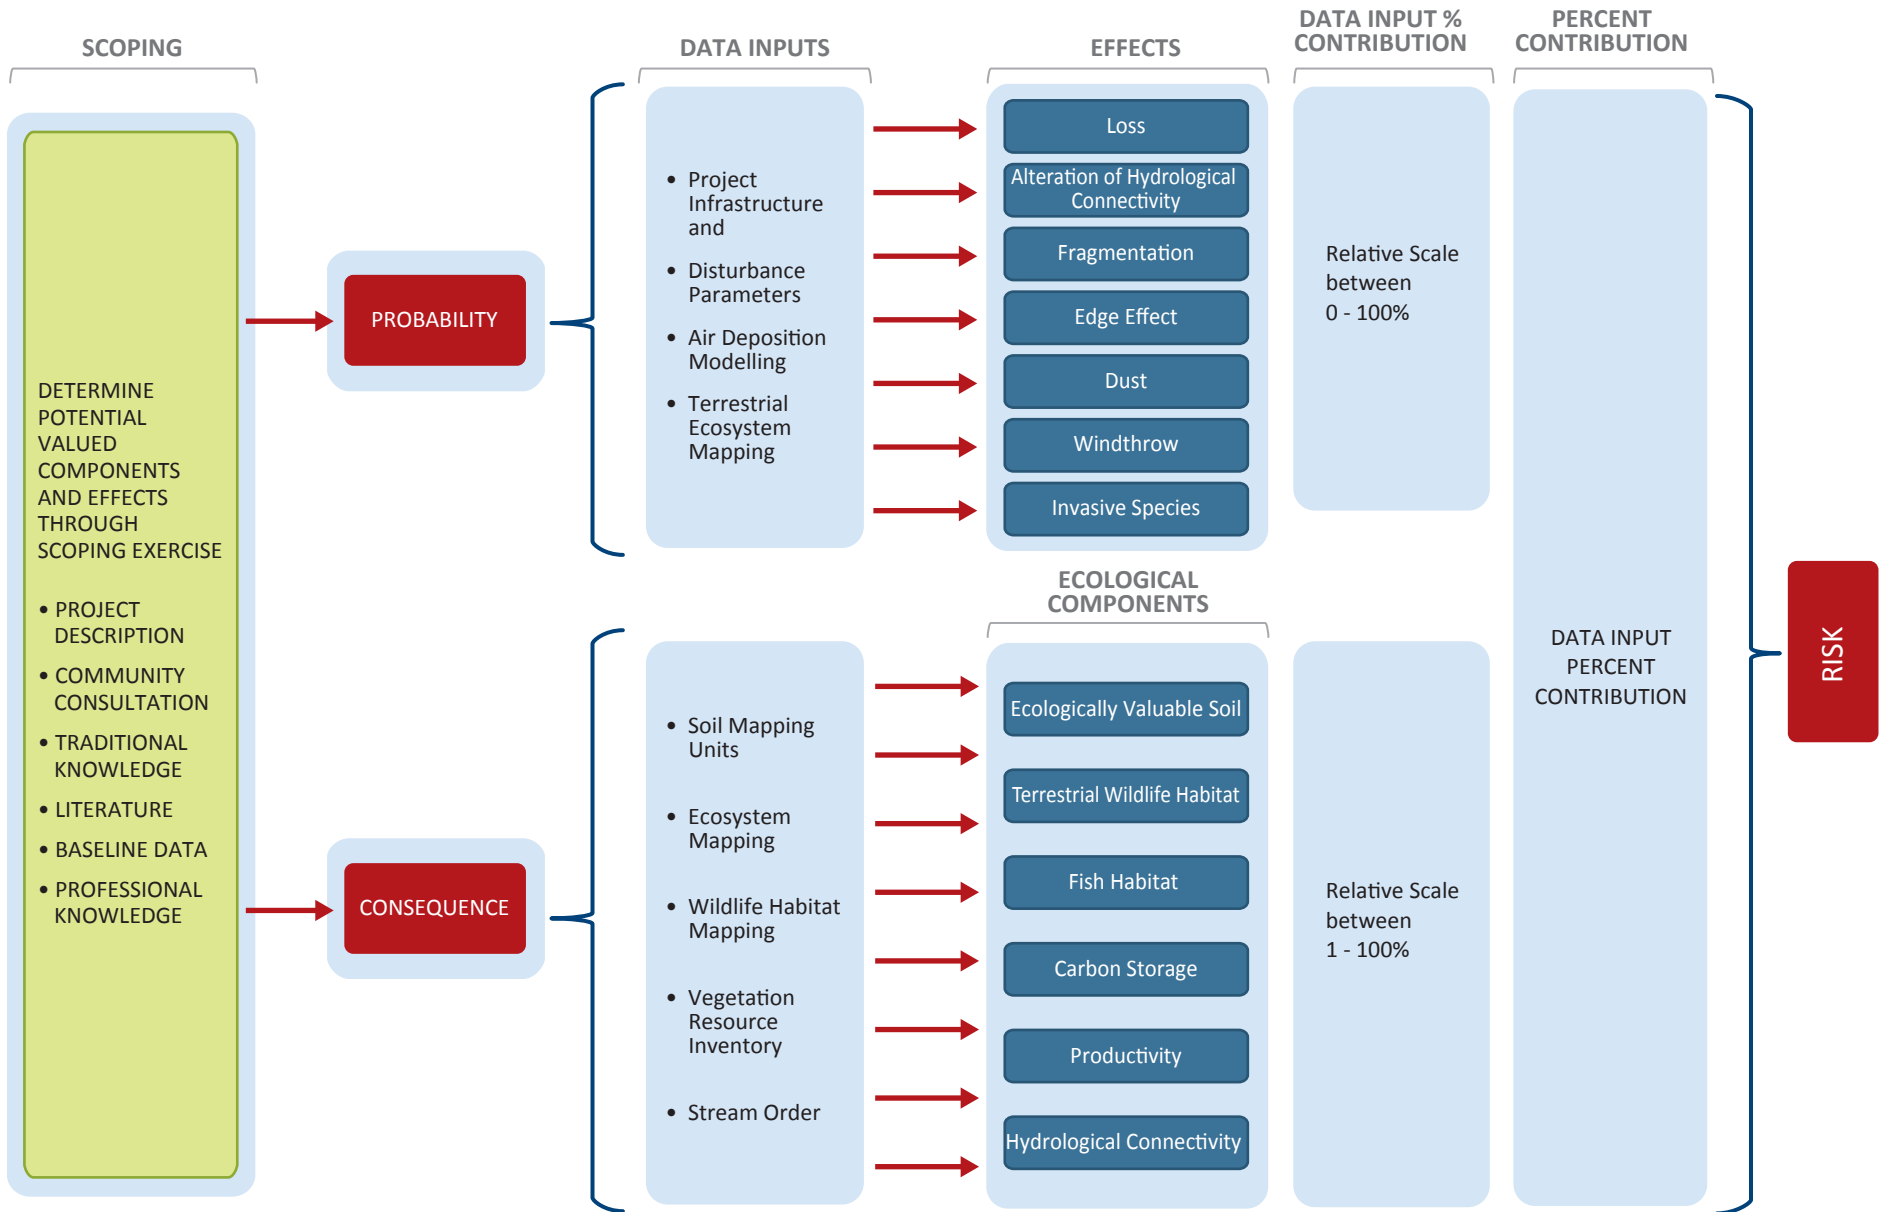 SCOPING
DATA INPUTS
EFFECTS
DATA INPUT %
CONTRIBUTION
PERCENT
CONTRIBUTION
DETERMINE
POTENTIAL
VALUED
COMPONENTS
AND EFFECTS
THROUGH
SCOPING EXERCISE
• PROJECT
DESCRIPTION
• COMMUNITY
CONSULTATION
• TRADITIONAL
KNOWLEDGE
• LITERATURE
• BASELINE DATA
• PROFESSIONAL
KNOWLEDGE
PROBABILITY
• Project
Infrastructure
and
• Disturbance
Parameters
• Air Deposition
Modelling
• Terrestrial
Ecosystem
Mapping
Loss
Alteration of Hydrological
Connectivity
Fragmentation
Edge Effect
Dust
Windthrow
Invasive Species
Relative Scale
between
0 - 100%
CONSEQUENCE
• Soil Mapping
Units
• Ecosystem
Mapping
• Wildlife Habitat
Mapping
• Vegetation
Resource
Inventory
• Stream Order
ECOLOGICAL
COMPONENTS
Ecologically Valuable Soil
Terrestrial Wildlife Habitat
Fish Habitat
Carbon Storage
Productivity
Hydrological Connectivity
Relative Scale
between
1 - 100%
DATA INPUT
PERCENT
CONTRIBUTION
RISK